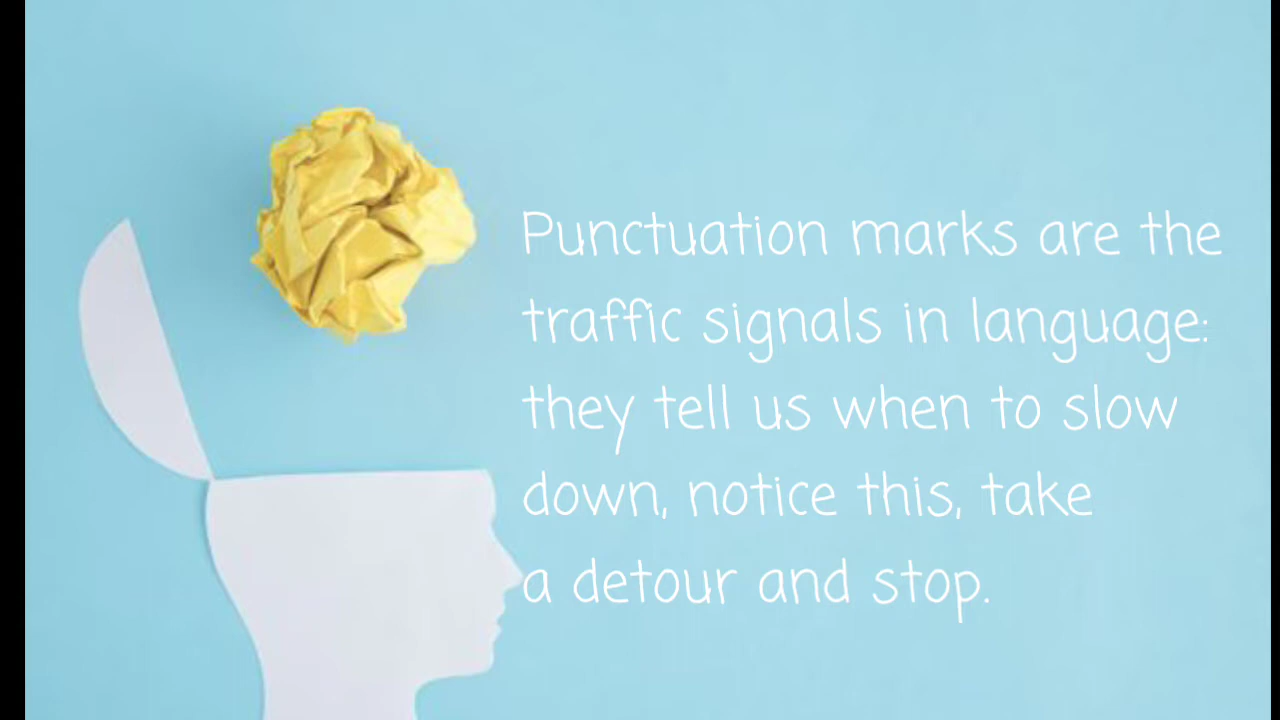 Punctuation marks are the
traffic signals in language:
they tell us when to slow
down, notice this, take
a detour and stop.